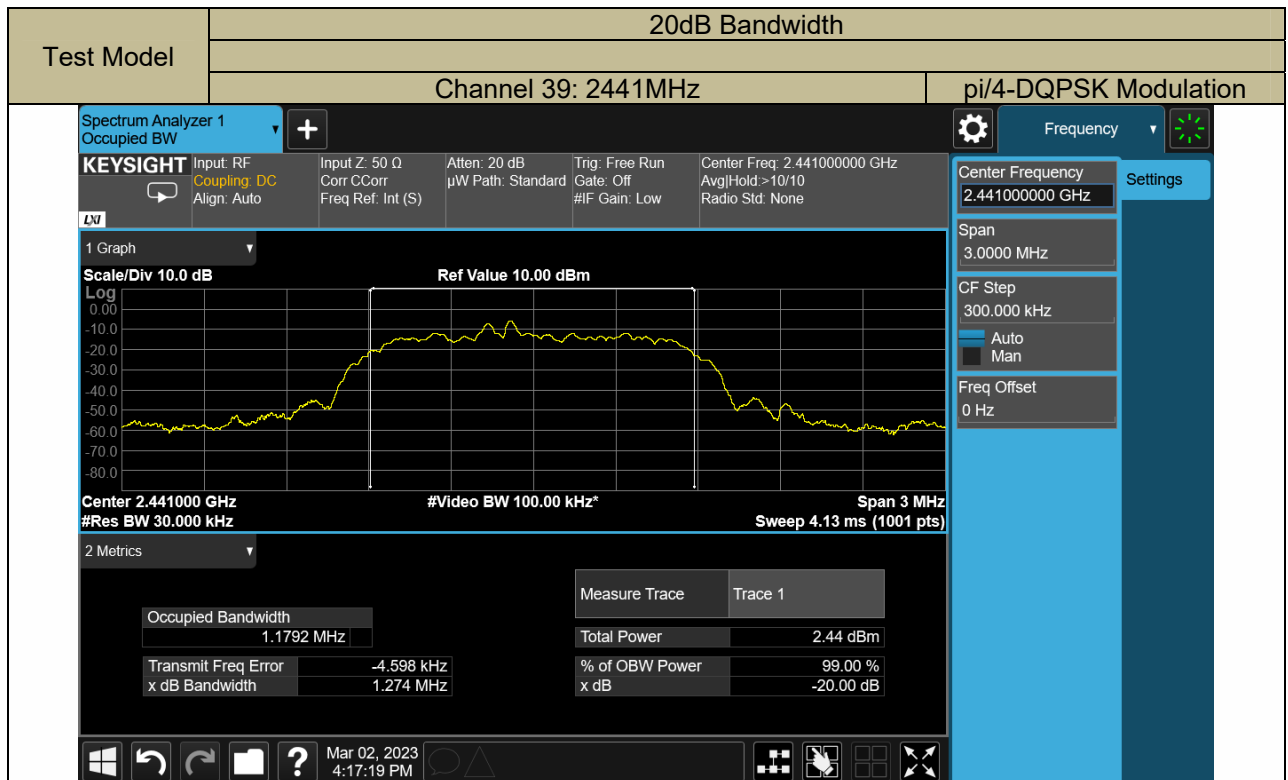 Test Model
20dB Bandwidth
Channel 39: 2441MHz
pi/4-DQPSK Modulation
Spectrum Analyzer 1
Occupied BW
Frequency
KEYSIGHT
LXI
Input: RF
Coupling: DC
Align: Auto
Input Z: 50 Ω
Corr CCorr
Freq Ref: Int (S)
Atten: 20 dB
µW Path: Standard
Trig: Free Run
Gate: Off
#IF Gain: Low
Center Freq: 2.441000000 GHz
Avg|Hold:>10/10
Radio Std: None
Center Frequency
2.441000000 GHz
Settings
Span
3.0000 MHz
CF Step
300.000 kHz
Auto
Man
Freq Offset
0 Hz
1 Graph
Scale/Div 10.0 dB
Ref Value 10.00 dBm
Log
0.00
-10.0
-20.0
-30.0
-40.0
-50.0
-60.0
-70.0
-80.0
Center 2.441000 GHz
#Video BW 100.00 kHz*
Span 3 MHz
#Res BW 30.000 kHz
Sweep 4.13 ms (1001 pts)
2 Metrics
Measure Trace
Trace 1
Occupied Bandwidth
1.1792 MHz
Total Power
2.44 dBm
Transmit Freq Error
-4.598 kHz
% of OBW Power
99.00 %
x dB Bandwidth
1.274 MHz
x dB
-20.00 dB
?
Mar 02, 2023
4:17:19 PM